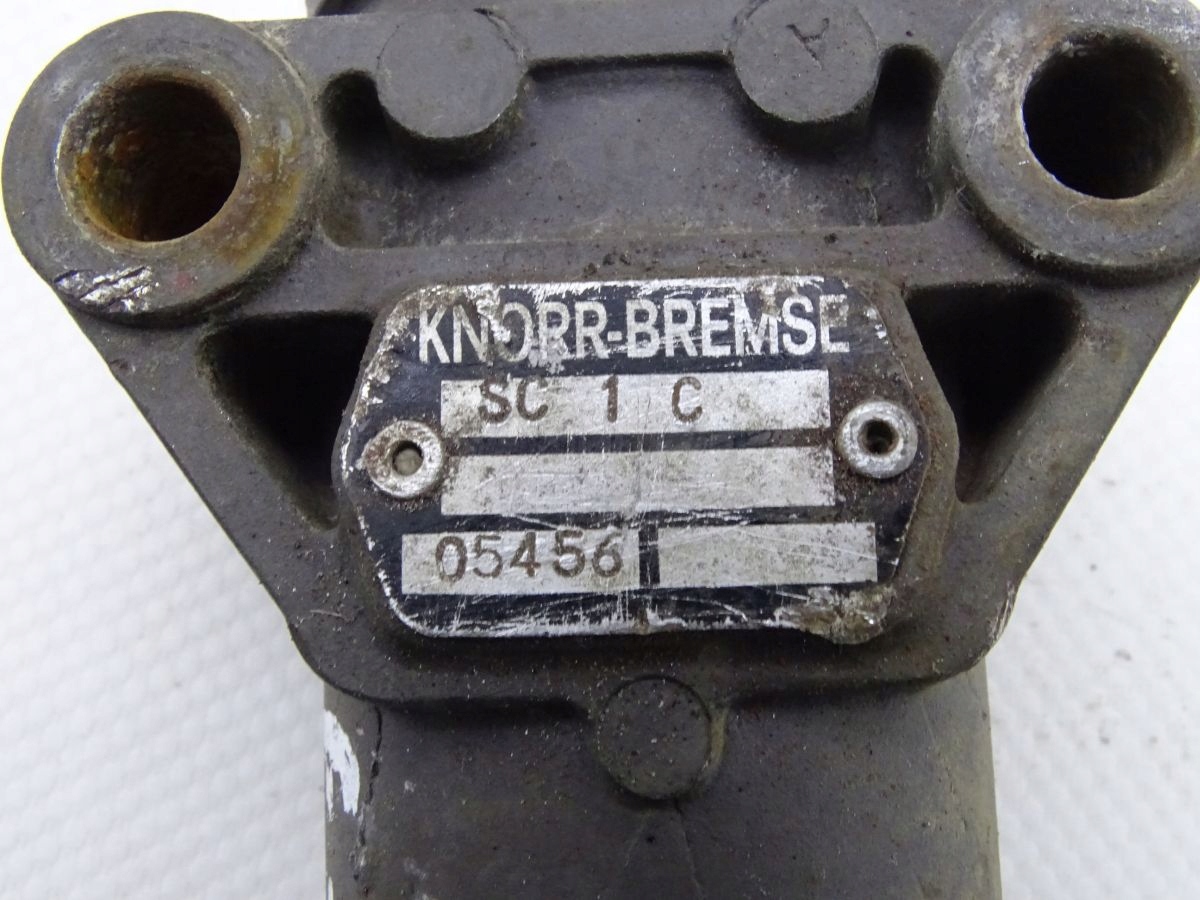 A
KNORR-BREMSE
SC 1 C
05456